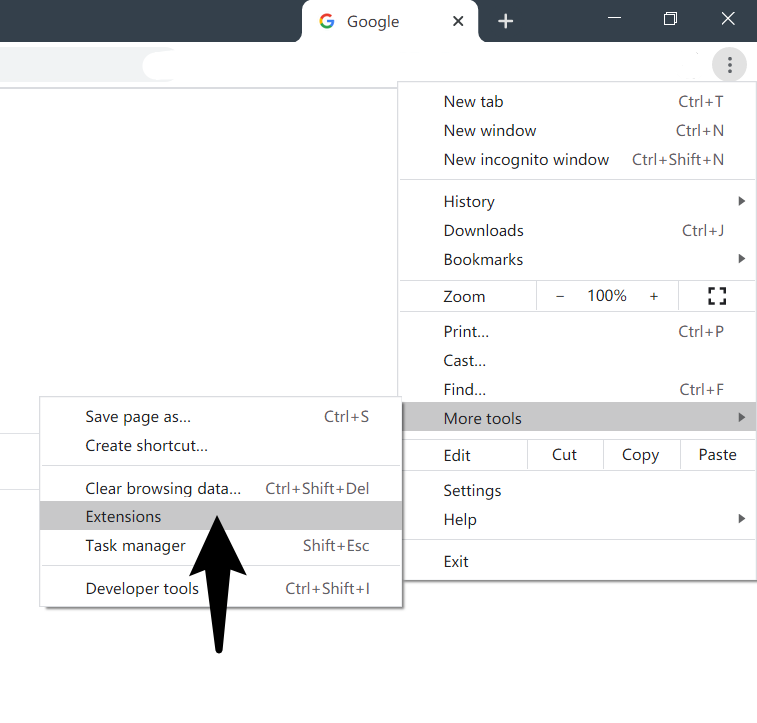 Google
New tab Ctrl+T
New window Ctrl+N
New incognito window Ctrl+Shift+N
History
Downloads Ctrl+J
Bookmarks
Zoom − 100% +
Print... Ctrl+P
Cast...
Find... Ctrl+F
More tools
Edit Cut Copy Paste
Settings
Help
Exit
Save page as... Ctrl+S
Create shortcut...
Clear browsing data... Ctrl+Shift+Del
Extensions
Task manager Shift+Esc
Developer tools Ctrl+Shift+I